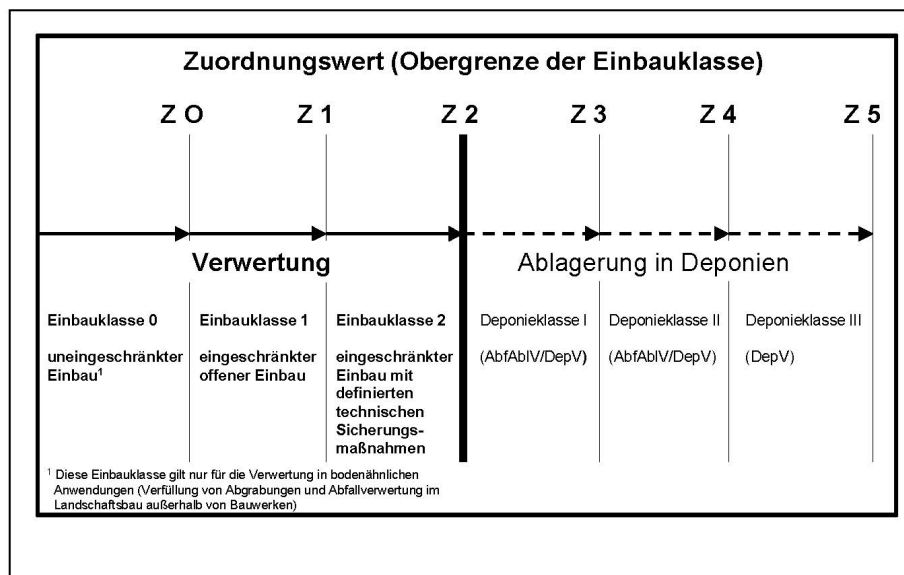 Zuordnungswert (Obergrenze der Einbauklasse)
Z 0 Z 1 Z 2 Z 3 Z 4 Z 5
Verwertung
Ablagerung in Deponien
Einbauklasse 0
uneingeschränkter
Einbau¹
Einbauklasse 1
eingeschränkter
offener Einbau
Einbauklasse 2
eingeschränkter
Einbau mit
definierten
technischen
Sicherungs-
maßnahmen
Deponieklasse I
(AbfAblV/DepV)
Deponieklasse II
(AbfAblV/DepV)
Deponieklasse III
(DepV)
¹ Diese Einbauklasse gilt nur für die Verwertung in bodenähnlichen
Anwendungen (Verfüllung von Abgrabungen und Abfallverwertung im
Landschaftsbau außerhalb von Bauwerken)